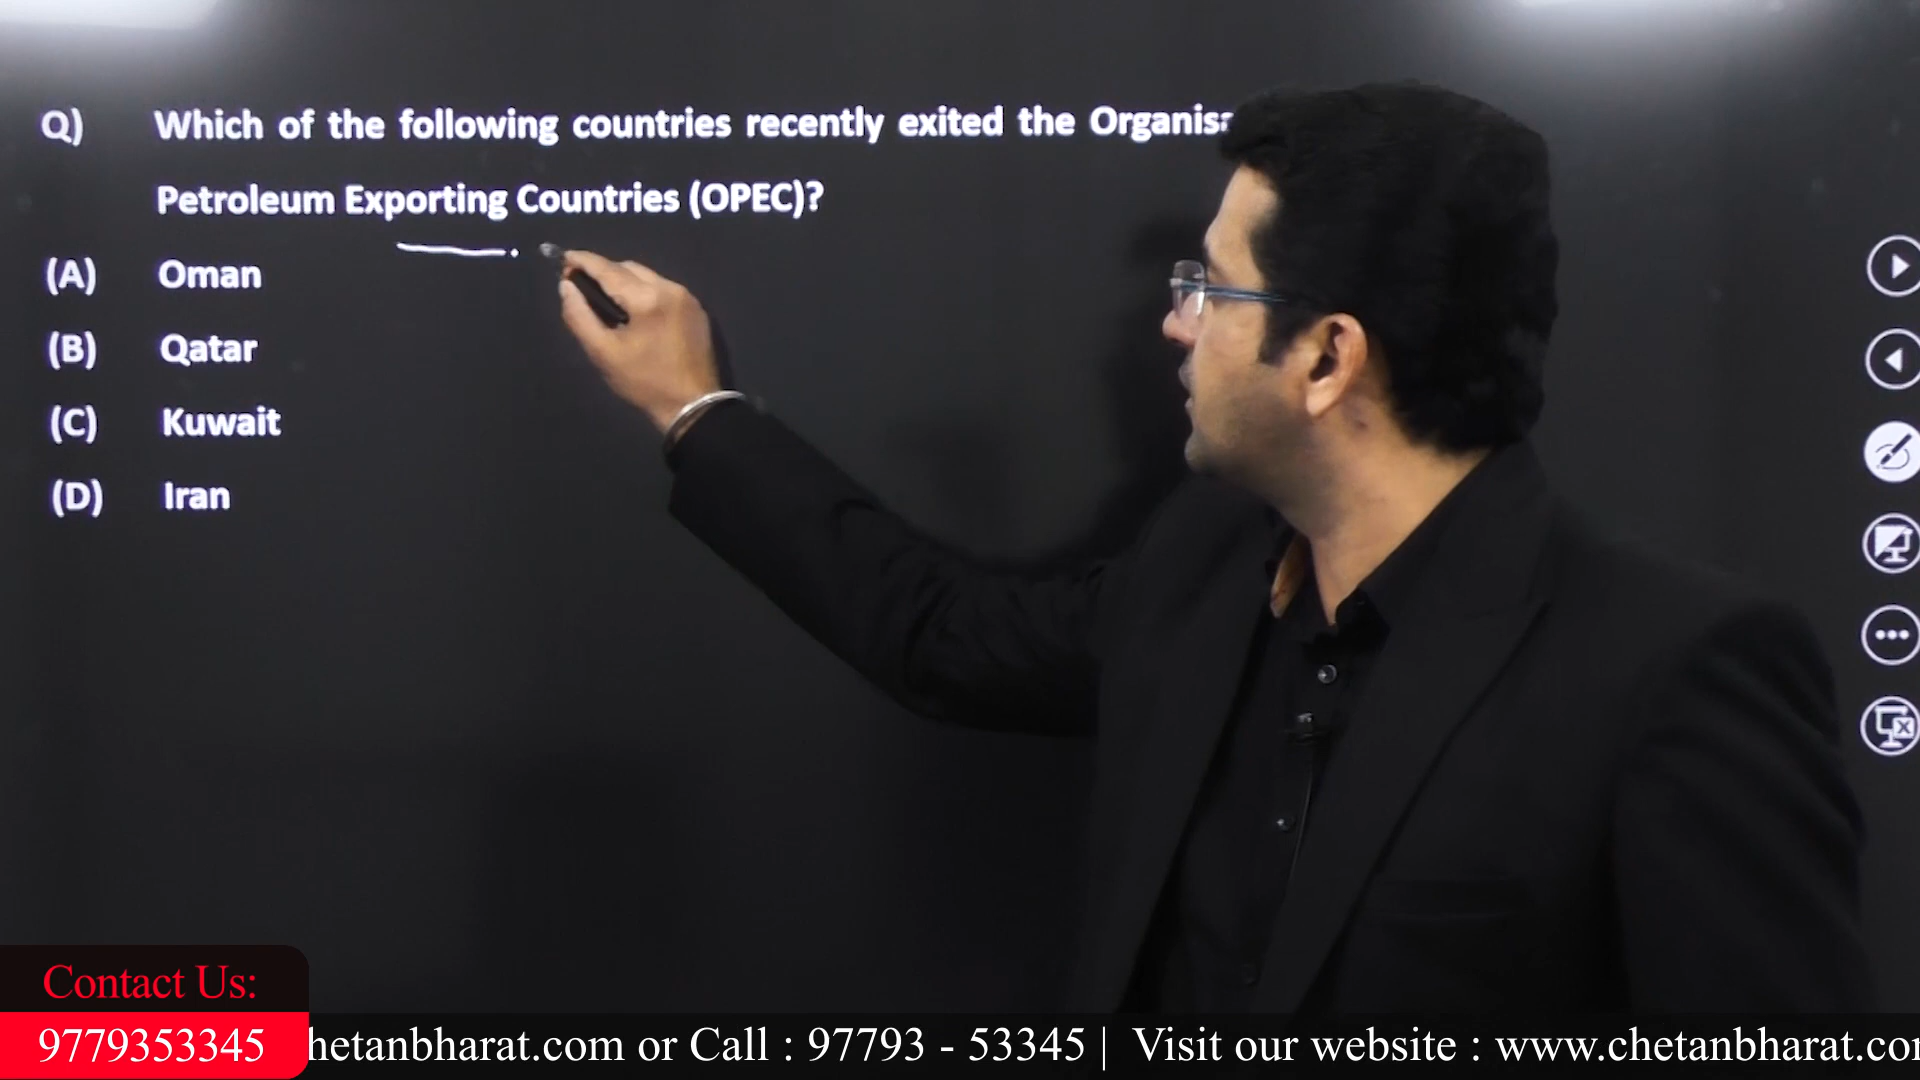 Q) Which of the following countries recently exited the
Petroleum Exporting Countries (OPEC)?
(A) Oman
(B) Qatar
(C) Kuwait
(D) Iran
Contact Us:
9779353345
hetanbharat.com or Call : 97793 - 53345 | Visit our website : www.chetanbharat.co